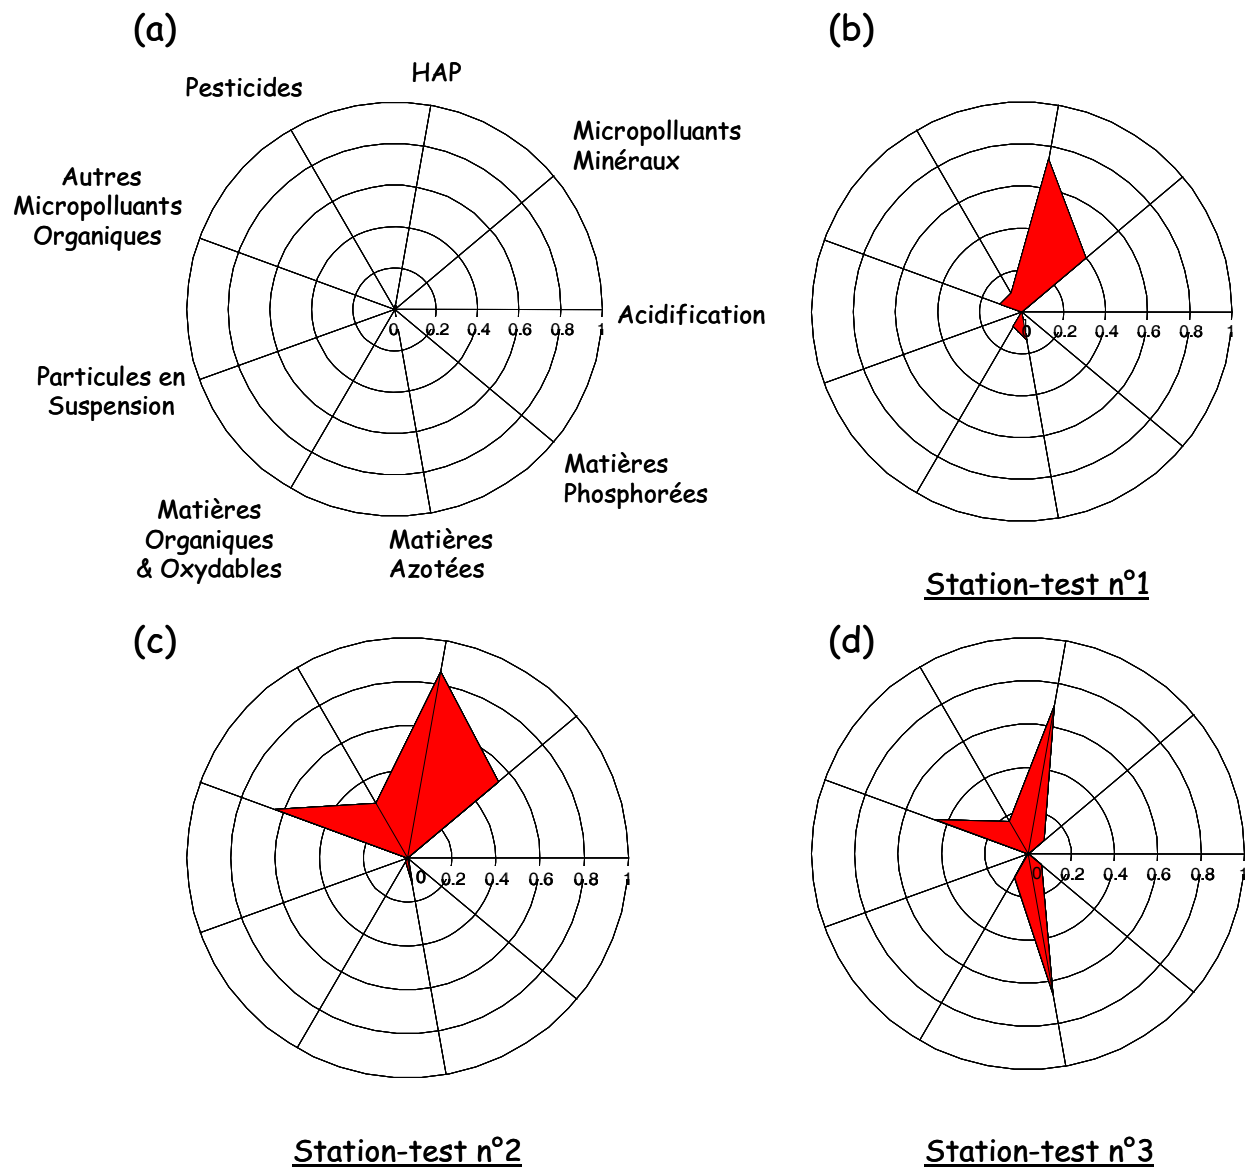 (a)
(b)
HAP
Pesticides
Micropolluants
Minéraux
Autres
Micropolluants
Organiques
Acidification
0 0.2 0.4 0.6 0.8 1
0 0.2 0.4 0.6 0.8 1
Particules en
Suspension
Matières
Phosphorées
Matières
Organiques
& Oxydables
Matières
Azotées
Station-test n°1
(c)
(d)
0 0.2 0.4 0.6 0.8 1
0 0.2 0.4 0.6 0.8 1
Station-test n°2
Station-test n°3